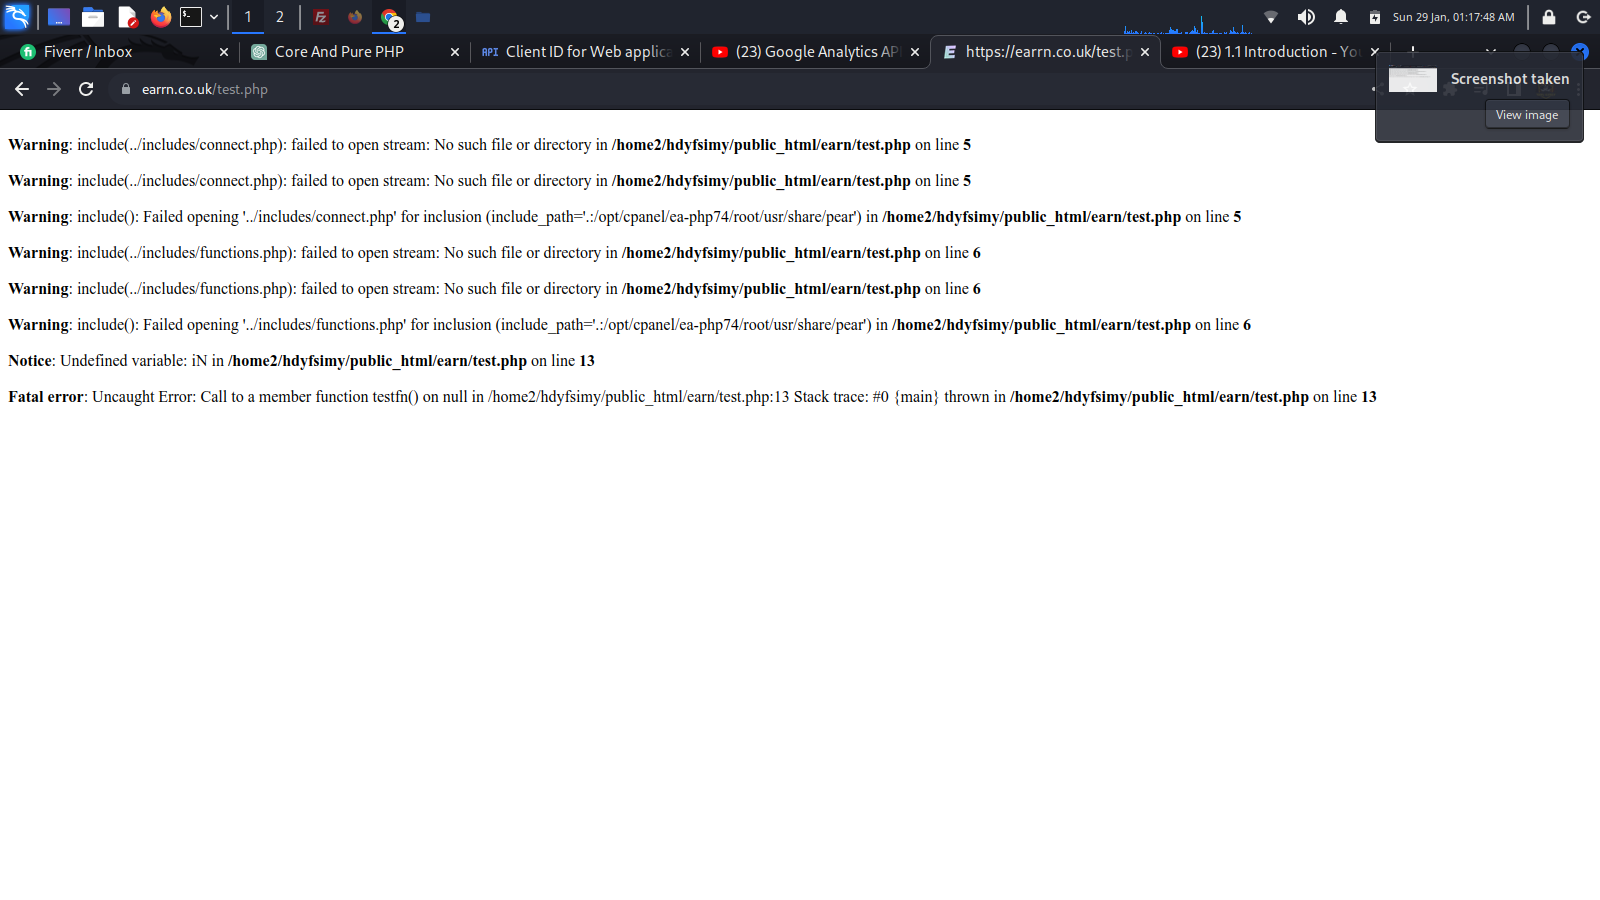 1
2
2
Sun 29 Jan, 01:17:48 AM
Fiverr / Inbox
Core And Pure PHP
API Client ID for Web applica
(23) Google Analytics AP
https://earrn.co.uk/test.p
(23) 1.1 Introduction - Yo
earrn.co.uk/test.php
Screenshot taken
View image
Warning: include(../includes/connect.php): failed to open stream: No such file or directory in /home2/hdyfsimy/public_html/earn/test.php on line 5
Warning: include(../includes/connect.php): failed to open stream: No such file or directory in /home2/hdyfsimy/public_html/earn/test.php on line 5
Warning: include(): Failed opening '../includes/connect.php' for inclusion (include_path='.:/opt/cpanel/ea-php74/root/usr/share/pear') in /home2/hdyfsimy/public_html/earn/test.php on line 5
Warning: include(../includes/functions.php): failed to open stream: No such file or directory in /home2/hdyfsimy/public_html/earn/test.php on line 6
Warning: include(../includes/functions.php): failed to open stream: No such file or directory in /home2/hdyfsimy/public_html/earn/test.php on line 6
Warning: include(): Failed opening '../includes/functions.php' for inclusion (include_path='.:/opt/cpanel/ea-php74/root/usr/share/pear') in /home2/hdyfsimy/public_html/earn/test.php on line 6
Notice: Undefined variable: iN in /home2/hdyfsimy/public_html/earn/test.php on line 13
Fatal error: Uncaught Error: Call to a member function testfn() on null in /home2/hdyfsimy/public_html/earn/test.php:13 Stack trace: #0 {main} thrown in /home2/hdyfsimy/public_html/earn/test.php on line 13